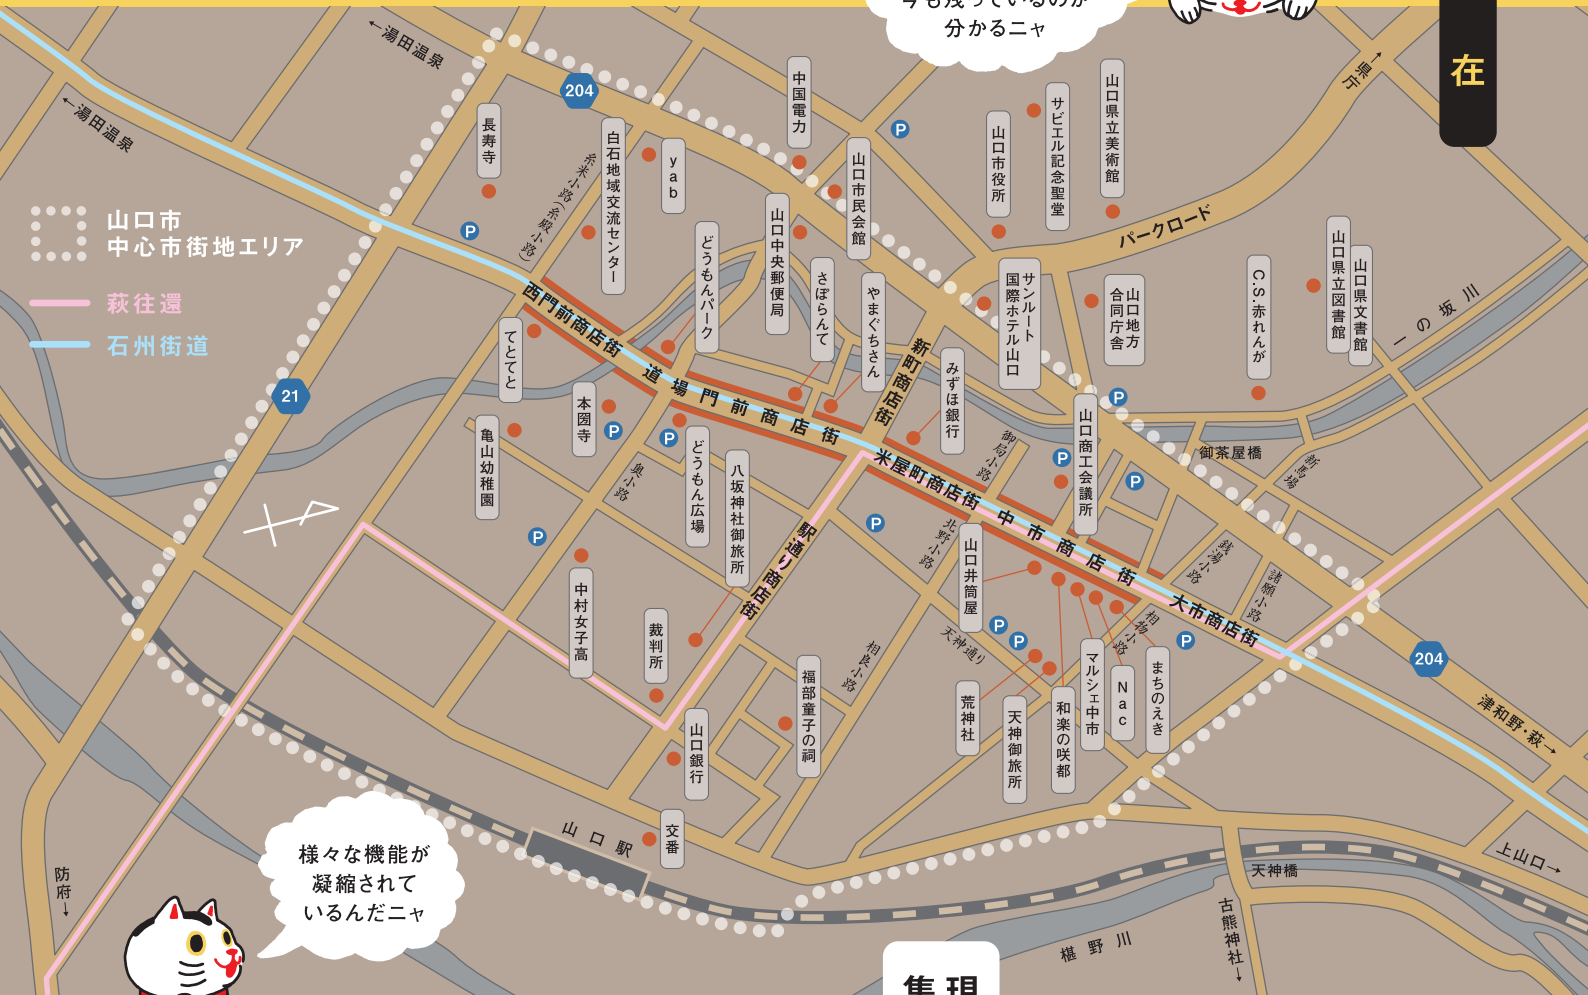 分かるニャ
在
←湯田温泉
←湯田温泉
204
長寿寺
糸米小路(糸殿小路)
白石地域交流センター
yab
中国電力
山口市民会館
P
山口市役所
サビエル記念聖堂
山口県立美術館
県庁→
パークロード
山口市
中心市街地エリア
萩往還
石州街道
21
P
どうもんパーク
山口中央郵便局
さぽらんて
やまぐちさん
サンルート
国際ホテル山口
山口地方
合同庁舎
C.S赤れんが
山口県立図書館
山口県文書館
一の坂川
西門前商店街
てとてと
道場門前商店街
新町商店街
みずほ銀行
本圀寺
P
P
亀山幼稚園
奥小路
どうもん広場
八坂神社御旅所
米屋町商店街
御局小路
山口商工会議所
P
P
P
御茶屋橋
新馬場
P
中村女子高
裁判所
駅通り商店街
P
北野小路
山口井筒屋
中市商店街
銭湯小路
諸願小路
大市商店街
相物小路
P
P
P
天神通り
相良小路
荒神社
天神御旅所
和楽の咲都
マルシェ中市
Nac
まちのえき
福部童子の祠
山口銀行
交番
山口駅
204
津和野・萩→
上山口→
天神橋
古熊神社→
椹野川
防府→
様々な機能が
凝縮されて
いるんだニャ